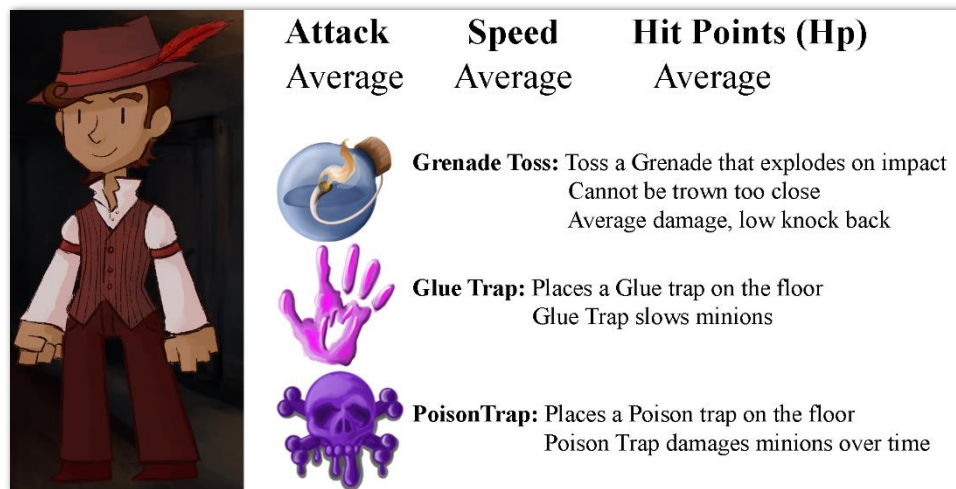 Attack Speed Hit Points (Hp)
Average Average Average
Grenade Toss: Toss a Grenade that explodes on impact
Cannot be trown too close
Average damage, low knock back
Glue Trap: Places a Glue trap on the floor
Glue Trap slows minions
PoisonTrap: Places a Poison trap on the floor
Poison Trap damages minions over time